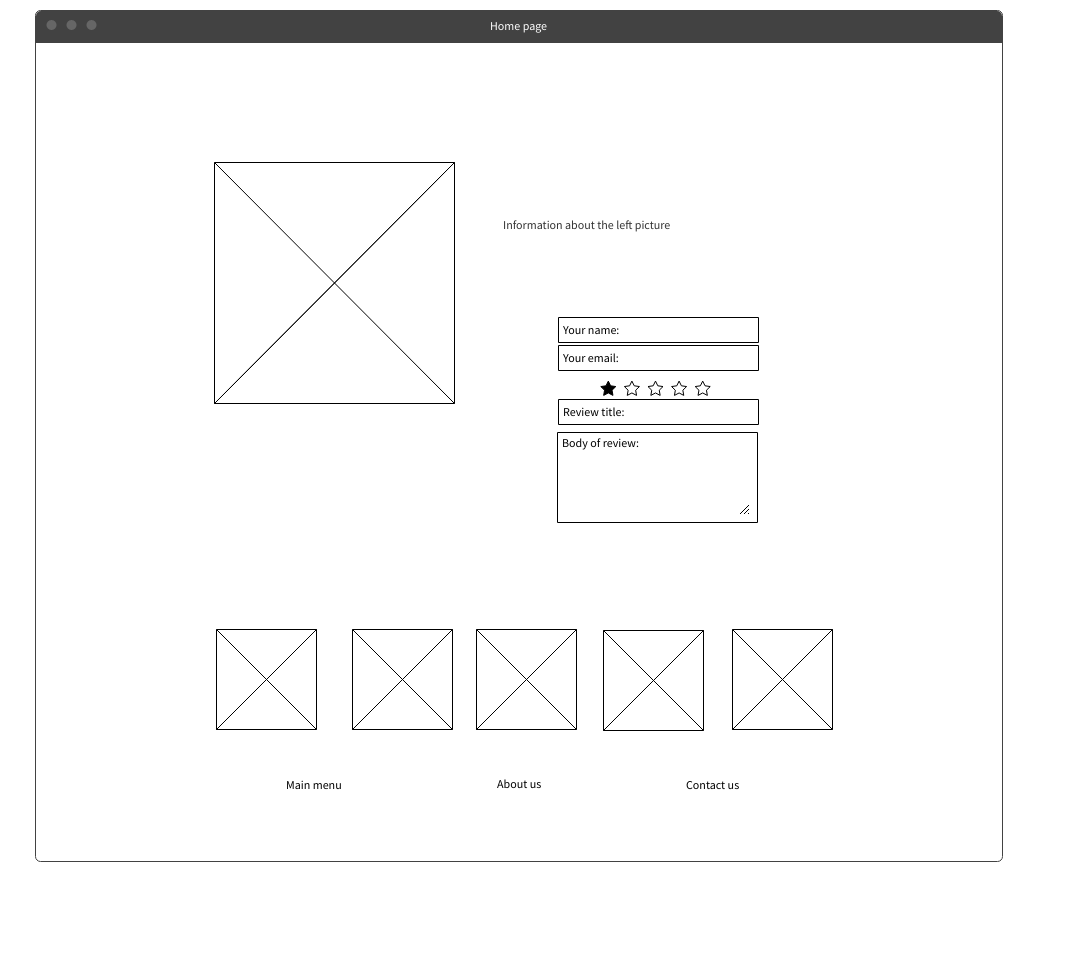 Home page
Information about the left picture
Your name:
Your email:
Review title:
Body of review:
Main menu
About us
Contact us